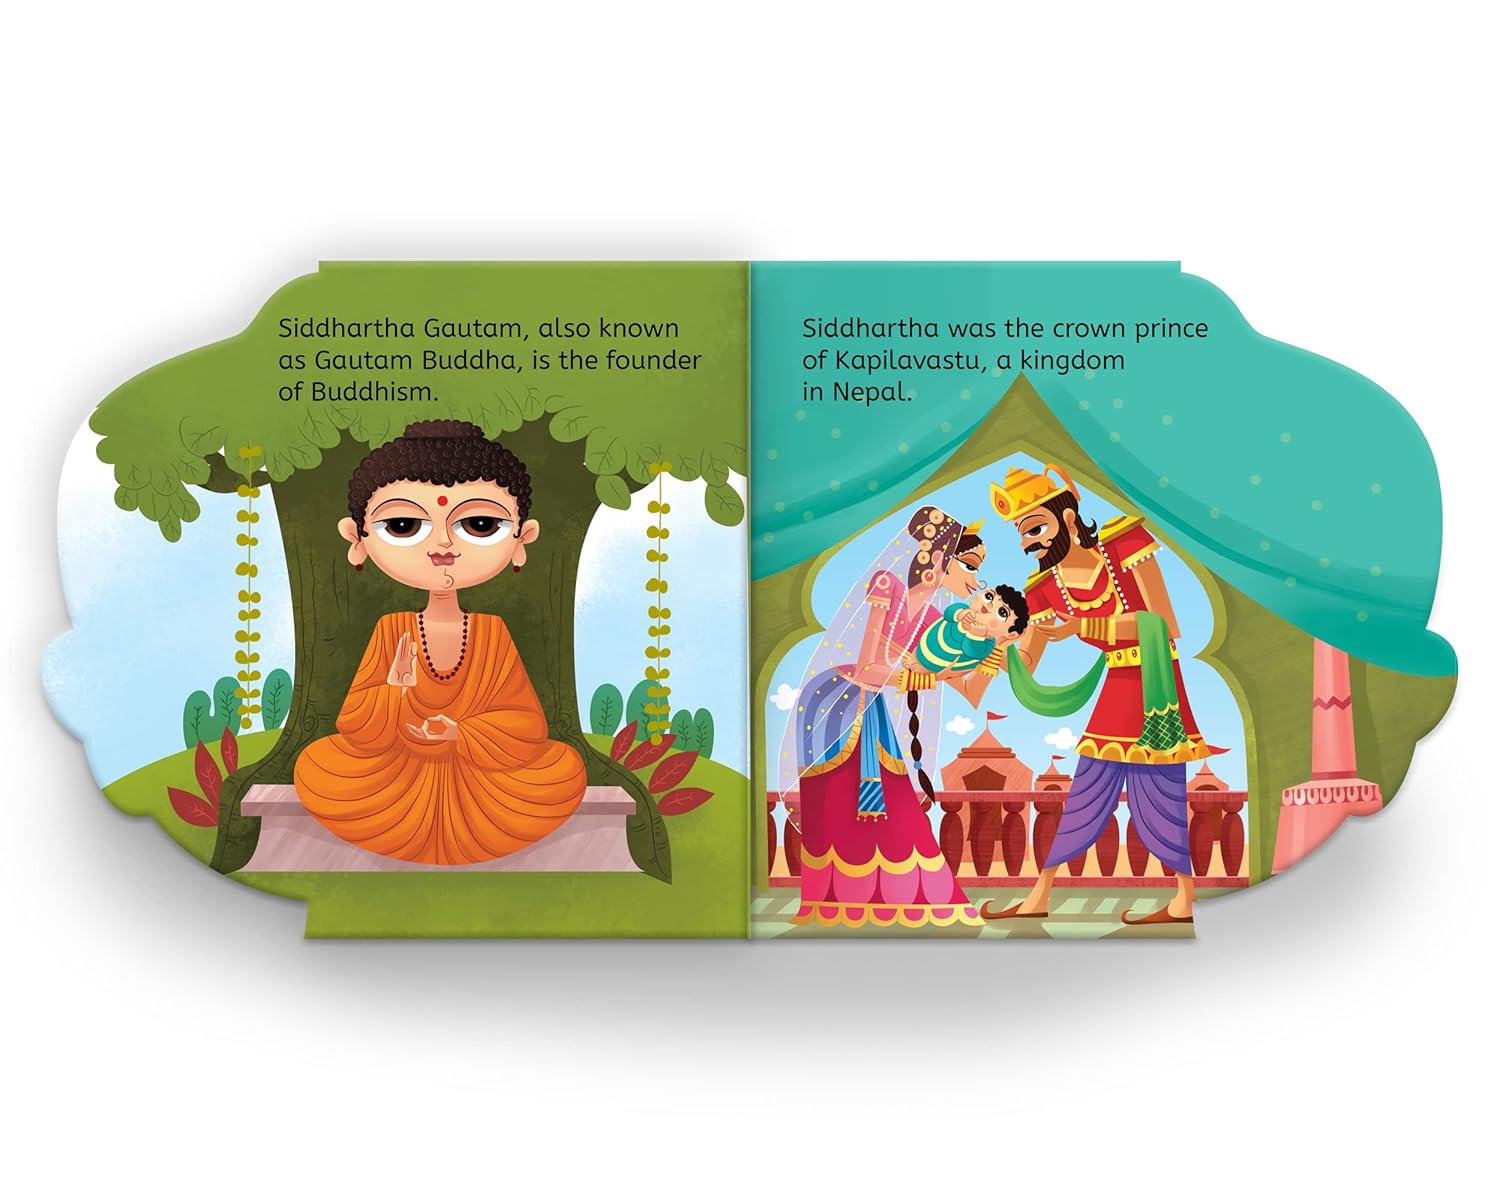 Siddhartha Gautam, also known
as Gautam Buddha, is the founder
of Buddhism.
Siddhartha was the crown prince
of Kapilavastu, a kingdom
in Nepal.